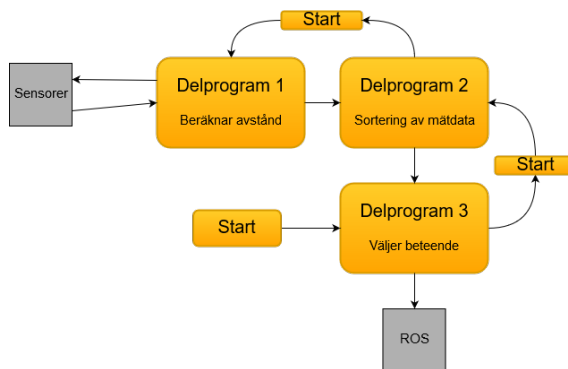 Start
Sensorer
Delprogram 1
Beräknar avstånd
Delprogram 2
Sortering av mätdata
Start
Start
Delprogram 3
Väljer beteende
ROS